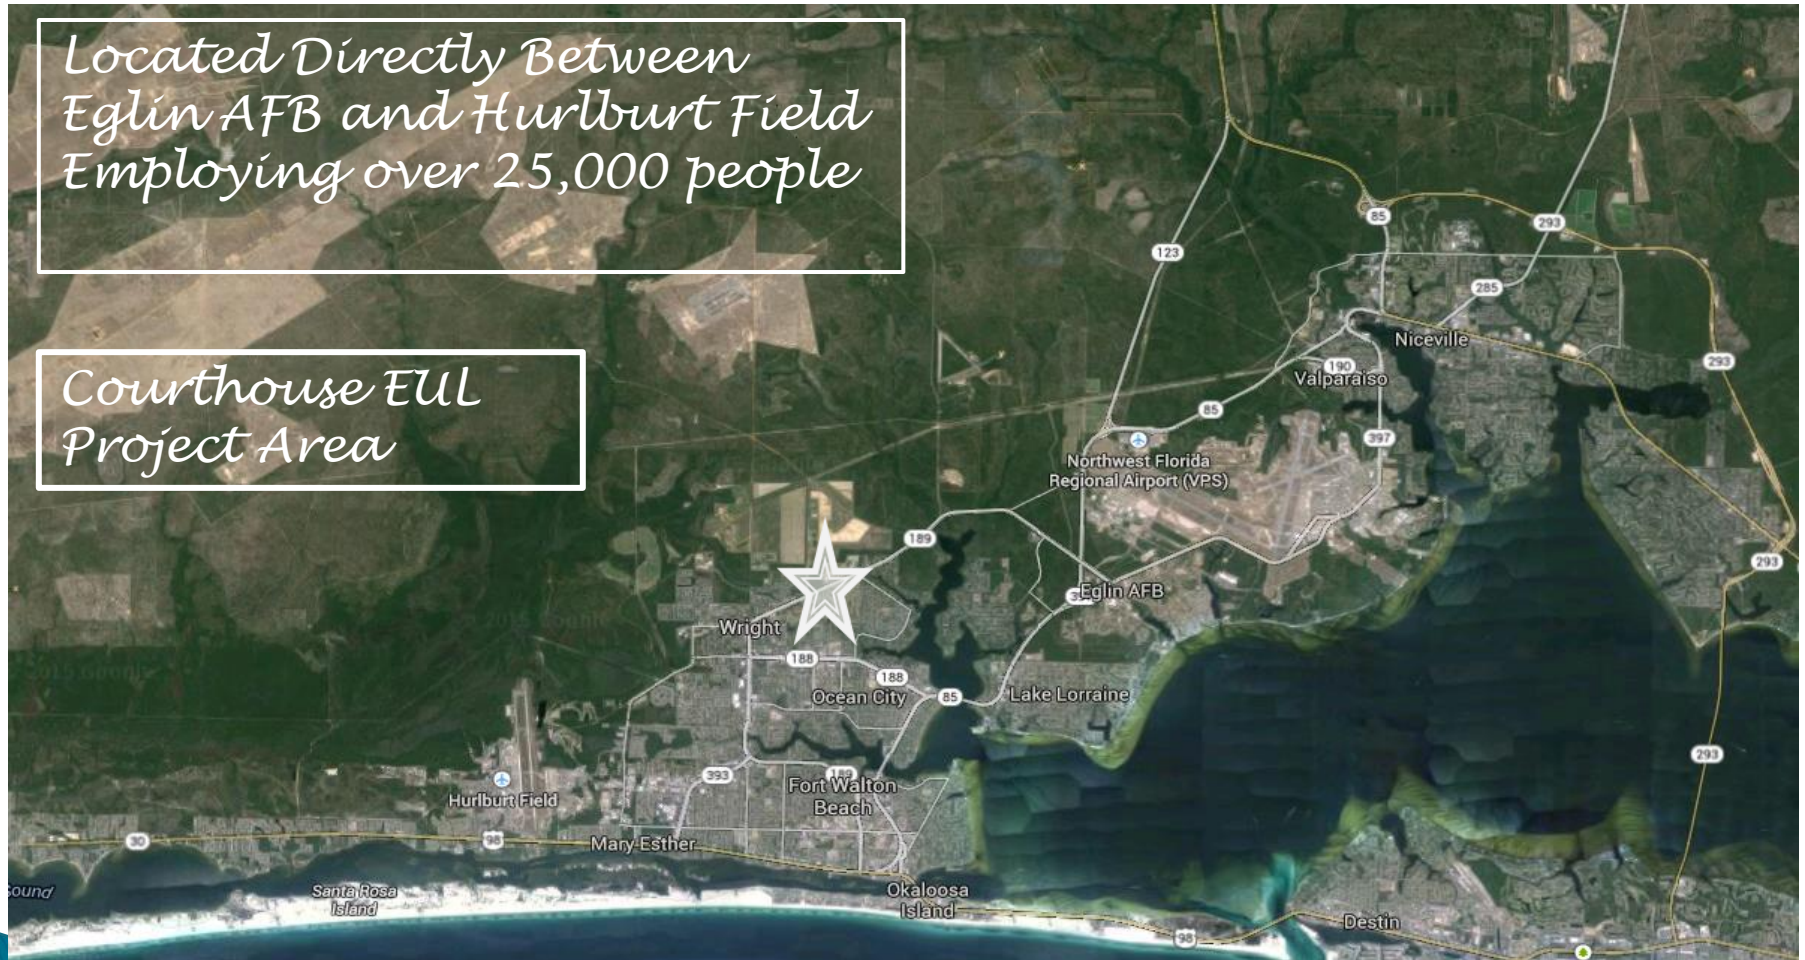 Located Directly Between
Eglin AFB and Hurlburt Field
Employing over 25,000 people
85
293
123
285
Courthouse EUL
Project Area
Niceville
293
190
Valparaiso
85
397
Northwest Florida
Regional Airport (VPS)
189
293
Eglin AFB
Wright
188
188
Ocean City
85
Lake Lorraine
293
393
189
Fort Walton
Beach
Hurlburt Field
30
98
Mary Esther
Sound
Santa Rosa
Island
Okaloosa
Island
98
Destin